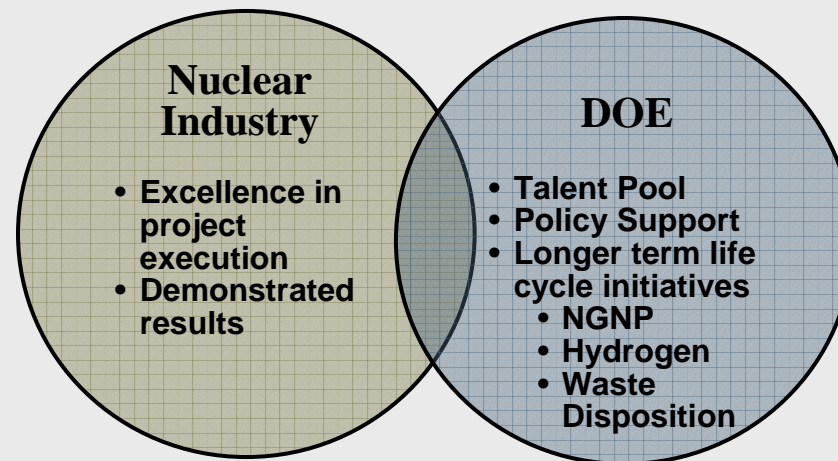 Nuclear
Industry
• Excellence in
project
execution
• Demonstrated
results
DOE
• Talent Pool
• Policy Support
• Longer term life
cycle initiatives
• NGNP
• Hydrogen
• Waste
Disposition